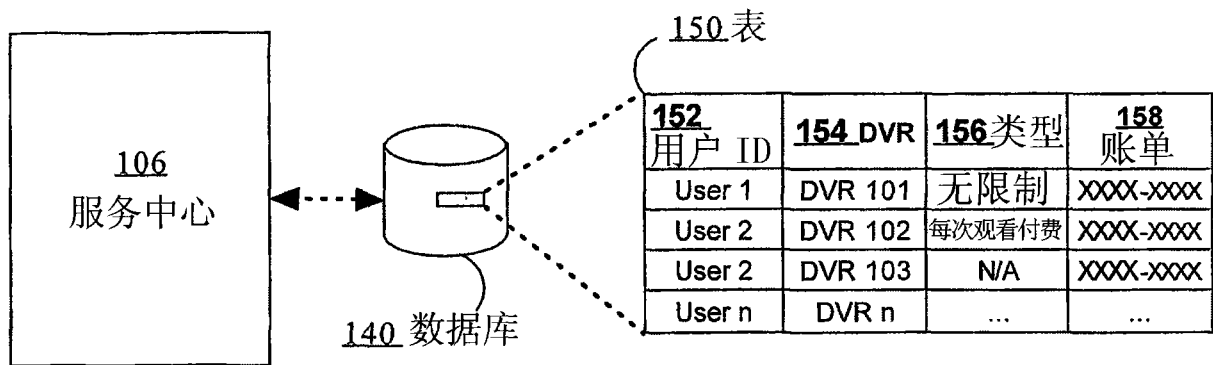 150 表
106
服务中心
140 数据库
152 用户 ID
154 DVR
156 类型
158 账单
User 1 DVR 101 无限制 XXXX-XXXX
User 2 DVR 102 每次观看付费 XXXX-XXXX
User 2 DVR 103 N/A XXXX-XXXX
User n DVR n ... ...